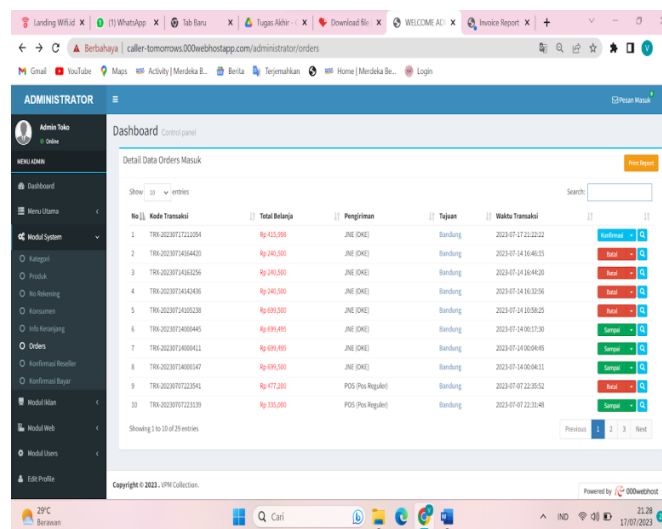 Landing Wifi.id
(1) WhatsApp
Tab Baru
Tugas Akhir -
Download file
WELCOME AD
Invoice Report
Berbahaya | caller-tomorrows.000webhostapp.com/administrator/orders
Gmail YouTube Maps Activity | Merdeka B... Berita Terjemahkan Home | Merdeka Be... Login
ADMINISTRATOR
Pesan Masuk
Admin Toko
Online
Dashboard Control panel
MENU ADMIN
Detail Data Orders Masuk
Print Report
Dashboard
Menu Utama
Modul System
Kategori
Produk
No Rekening
Konsumen
Info Keranjang
Orders
Konfirmasi Reseller
Konfirmasi Bayar
Modul Iklan
Modul Web
Modul Users
Edit Profile
Show 10 entries Search:
No Kode Transaksi Total Belanja Pengiriman Tujuan Waktu Transaksi
1 TRX-20230717211054 Rp 415,998 JNE (OKE) Bandung 2023-07-17 21:22:22 Konfirmasi
2 TRX-20230714164420 Rp 240,500 JNE (OKE) Bandung 2023-07-14 16:46:15 Batal
3 TRX-20230714163256 Rp 240,500 JNE (OKE) Bandung 2023-07-14 16:44:20 Batal
4 TRX-20230714142436 Rp 240,500 JNE (OKE) Bandung 2023-07-14 16:32:56 Batal
5 TRX-20230714105238 Rp 699,500 JNE (OKE) Bandung 2023-07-14 10:58:25 Batal
6 TRX-20230714000445 Rp 699,495 JNE (OKE) Bandung 2023-07-14 00:17:30 Sampai
7 TRX-20230714000411 Rp 699,495 JNE (OKE) Bandung 2023-07-14 00:04:45 Sampai
8 TRX-20230714000147 Rp 699,500 JNE (OKE) Bandung 2023-07-14 00:04:11 Sampai
9 TRX-20230707223541 Rp 477,200 POS (Pos Reguler) Bandung 2023-07-07 22:35:52 Batal
10 TRX-20230707223139 Rp 335,000 POS (Pos Reguler) Bandung 2023-07-07 22:31:48 Sampai
Showing 1 to 10 of 29 entries
Previous 1 2 3 Next
Copyright © 2023 . VPM Collection.
Powered by 000webhost
29°C
Berawan
Cari
IND
21.28
17/07/2023